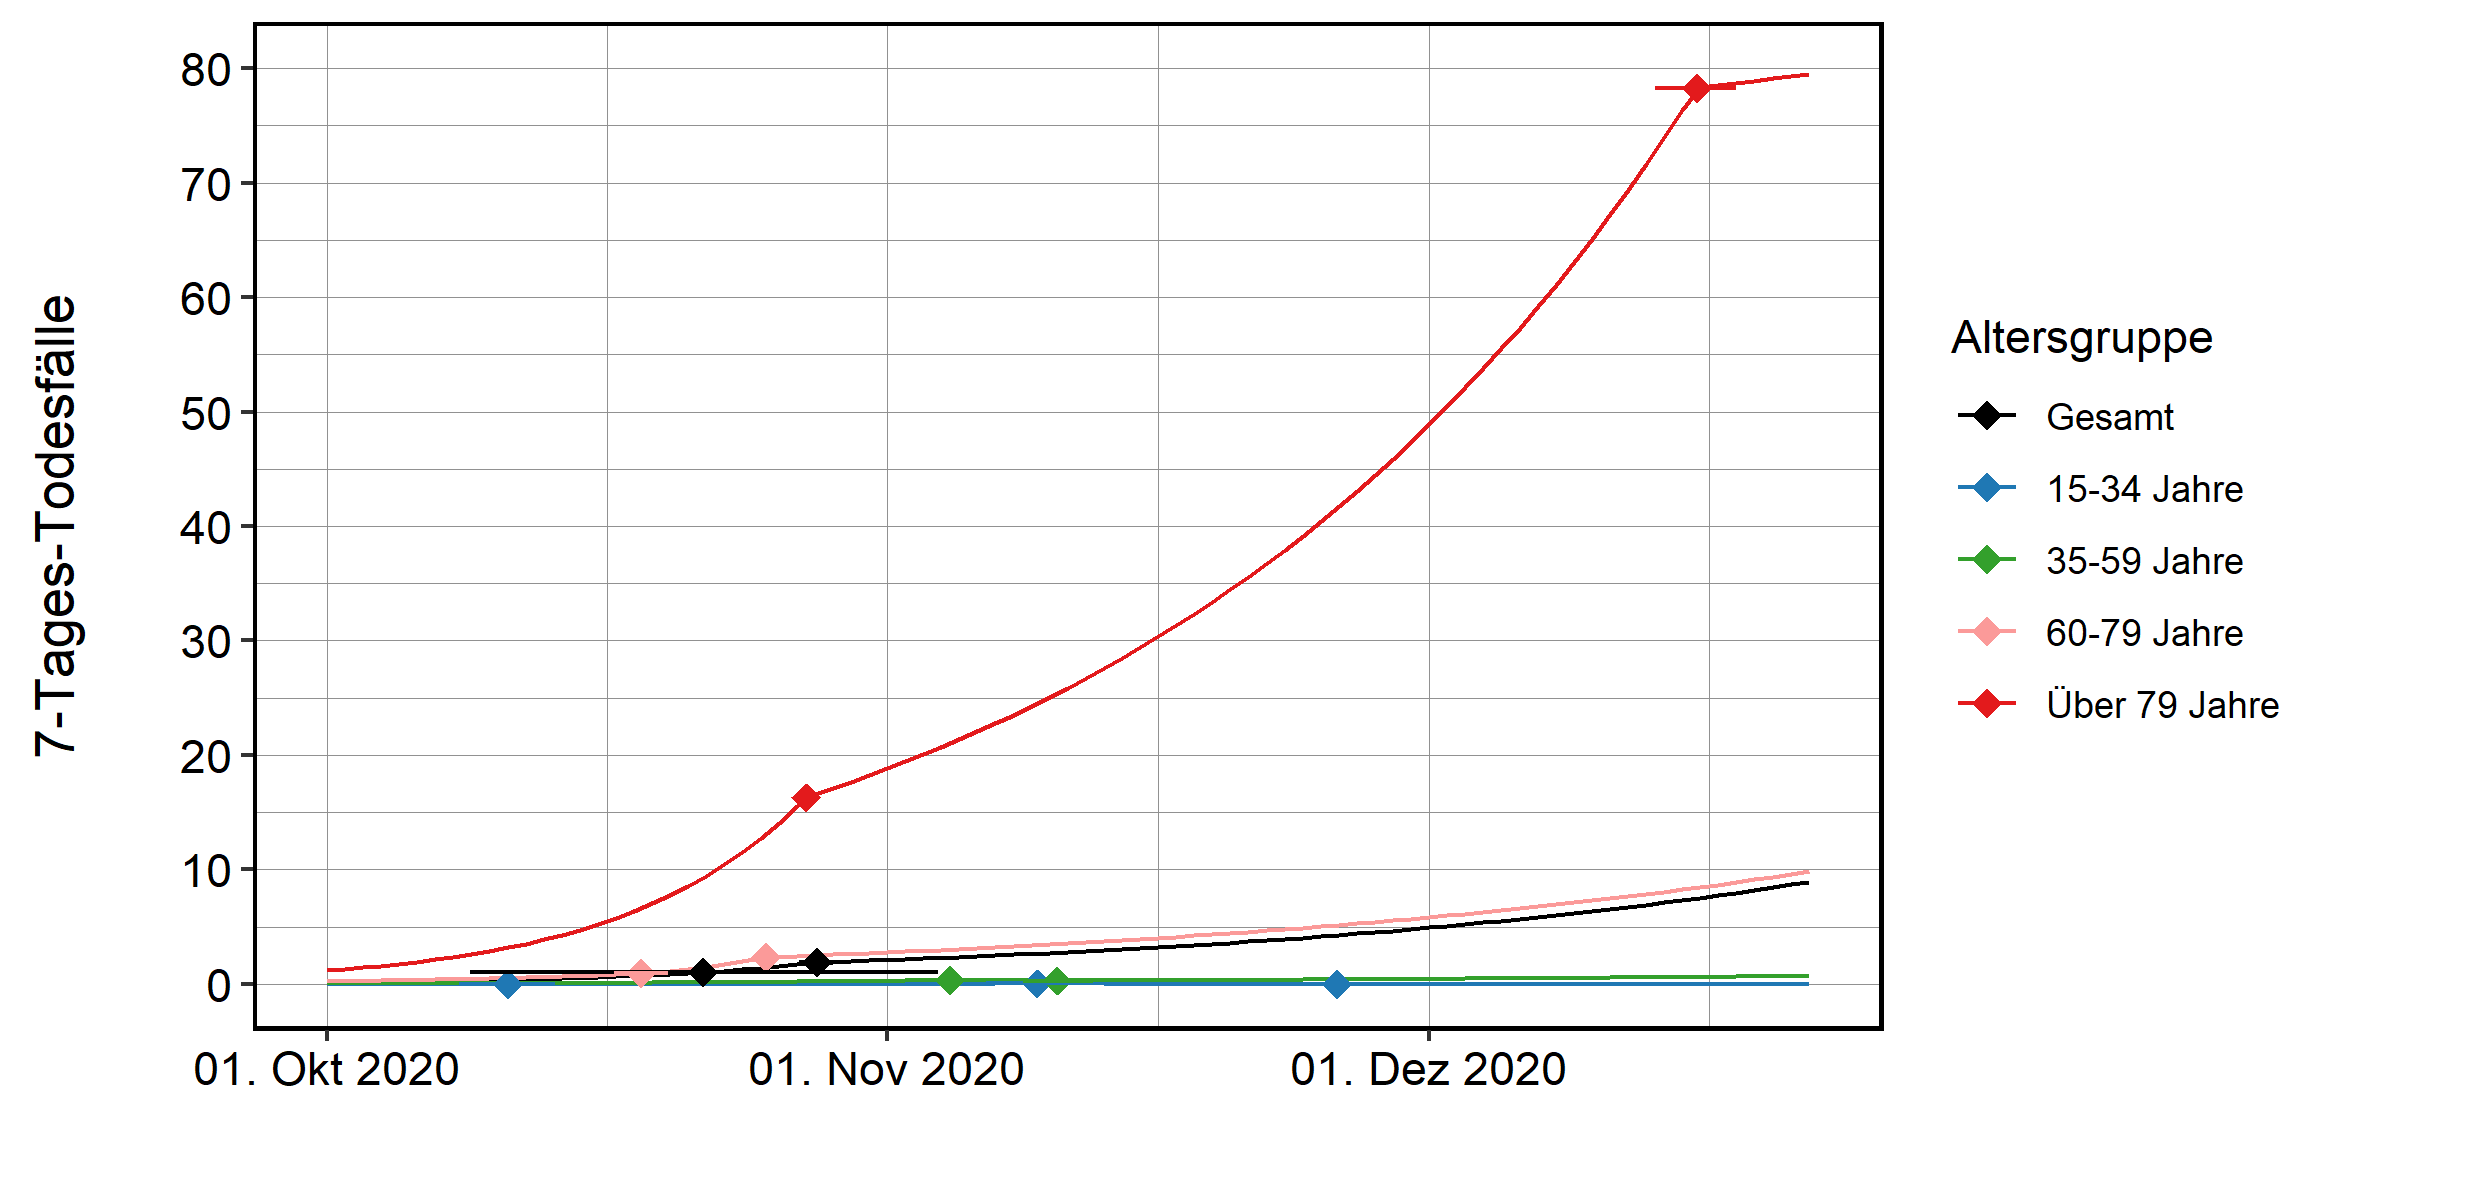 7-Tages-Todesfälle
80
70
60
50
40
30
20
10
0
01. Okt 2020
01. Nov 2020
01. Dez 2020
Altersgruppe
Gesamt
15-34 Jahre
35-59 Jahre
60-79 Jahre
Über 79 Jahre